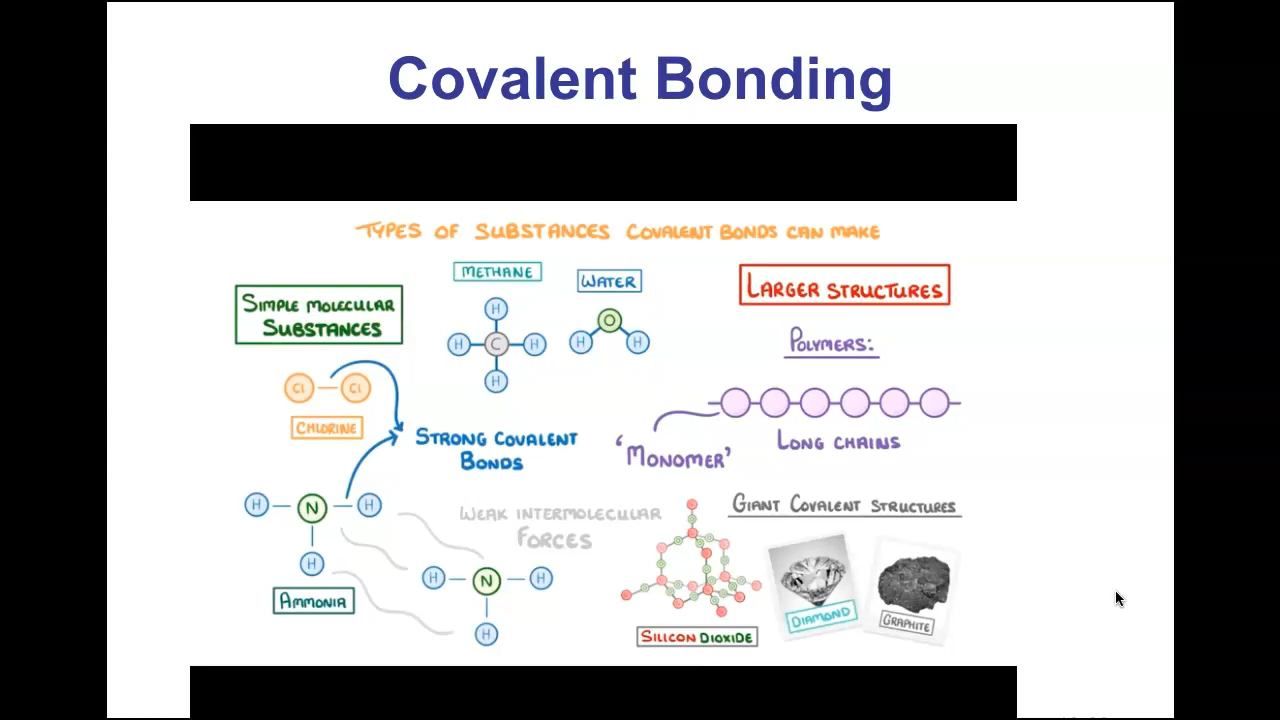 Covalent Bonding
TYPES OF SUBSTANCES COVALENT BONDS CAN MAKE
SIMPLE MOLECULAR
SUBSTANCES
METHANE
H
H C H
H
WATER
O
H H
Cl Cl
CHLORINE
STRONG COVALENT
BONDS
H N H
H
AMMONIA
WEAK INTERMOLECULAR
FORCES
H N H
H
LARGER STRUCTURES
POLYMERS:
'MONOMER'
LONG CHAINS
GIANT COVALENT STRUCTURES
SILICON DIOXIDE
DIAMOND
GRAPHITE